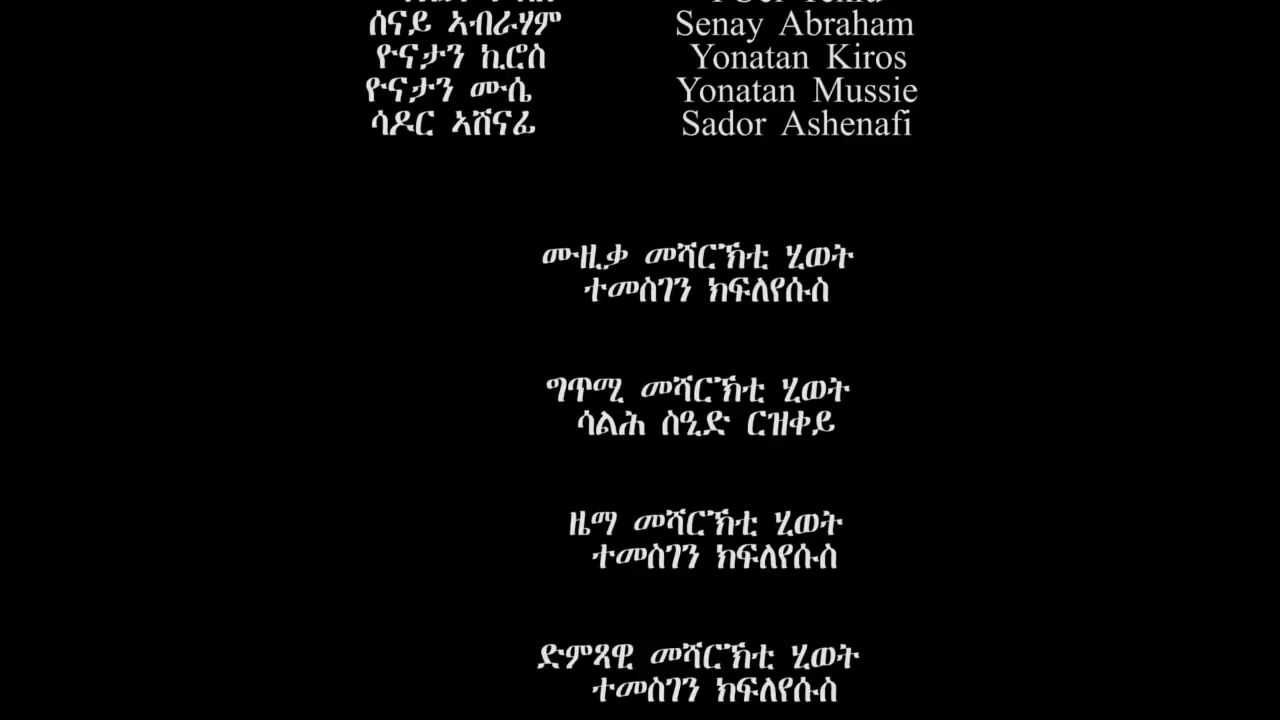 ሰናይ ኣብራሃም Senay Abraham
ዮናታን ኪሮስ Yonatan Kiros
ዮናታን ሙሴ Yonatan Mussie
ሳዶር ኣሸናፊ Sador Ashenafi
ሙዚቃ መሻርኽቲ ሂወት
ተመስገን ክፍለየሱስ
ግጥሚ መሻርኽቲ ሂወት
ሳልሕ ስዒድ ርዝቀይ
ዜማ መሻርኽቲ ሂወት
ተመስገን ክፍለየሱስ
ድምጻዊ መሻርኽቲ ሂወት
ተመስገን ክፍለየሱስ